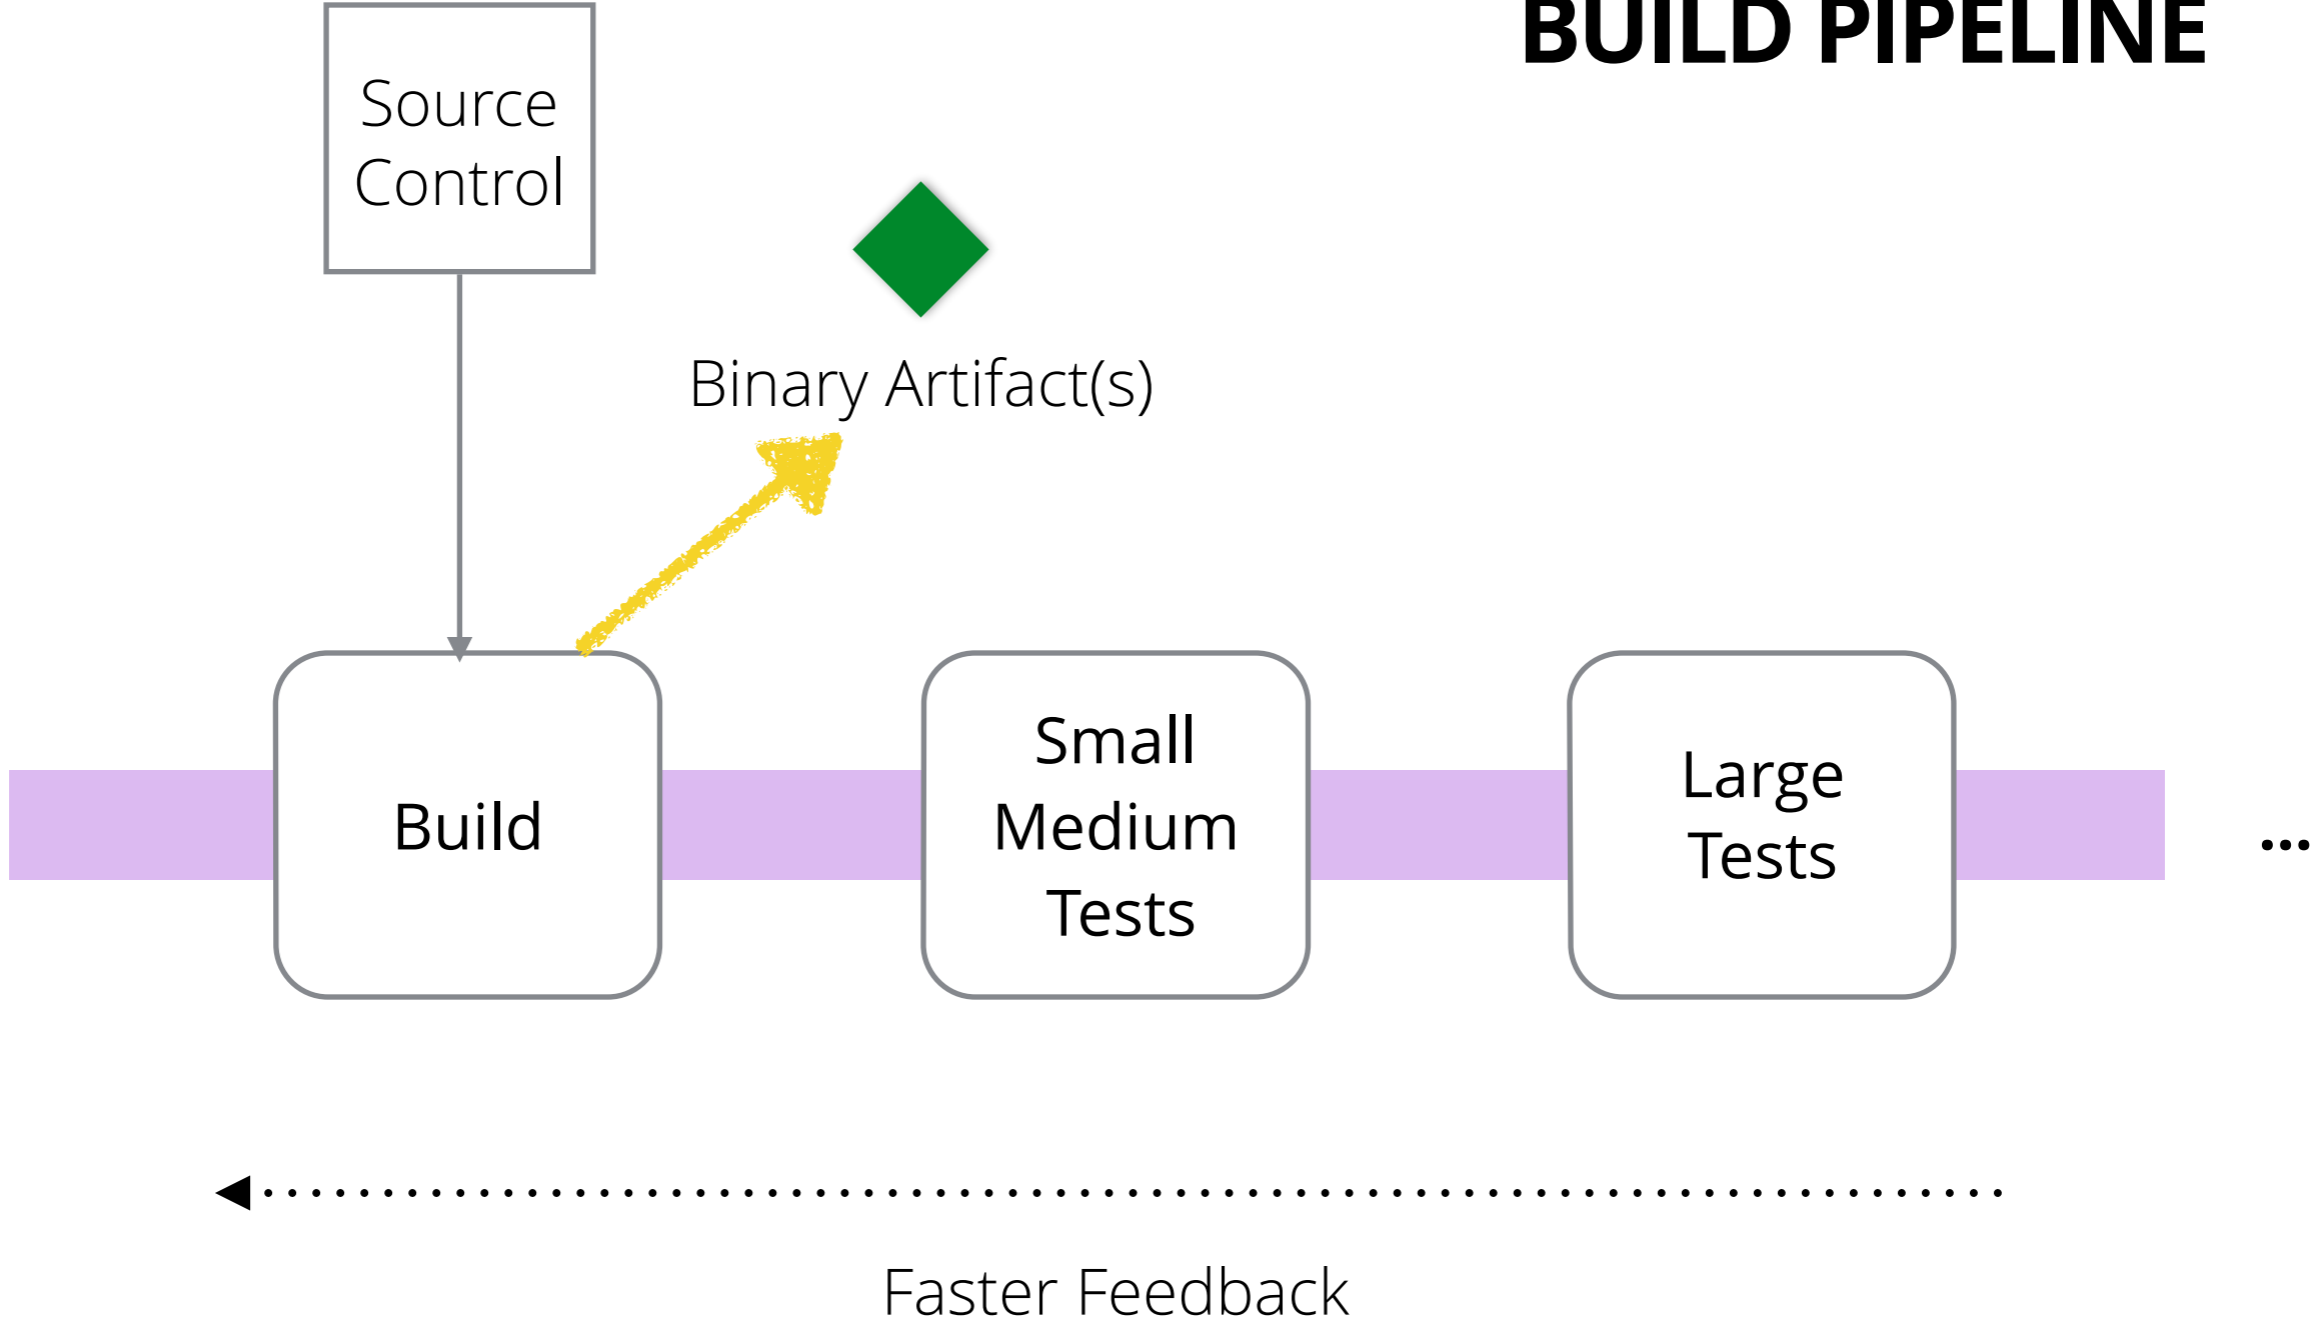 BUILD PIPELINE
Source
Control
Binary Artifact(s)
Build
Small
Medium
Tests
Large
Tests
...
Faster Feedback